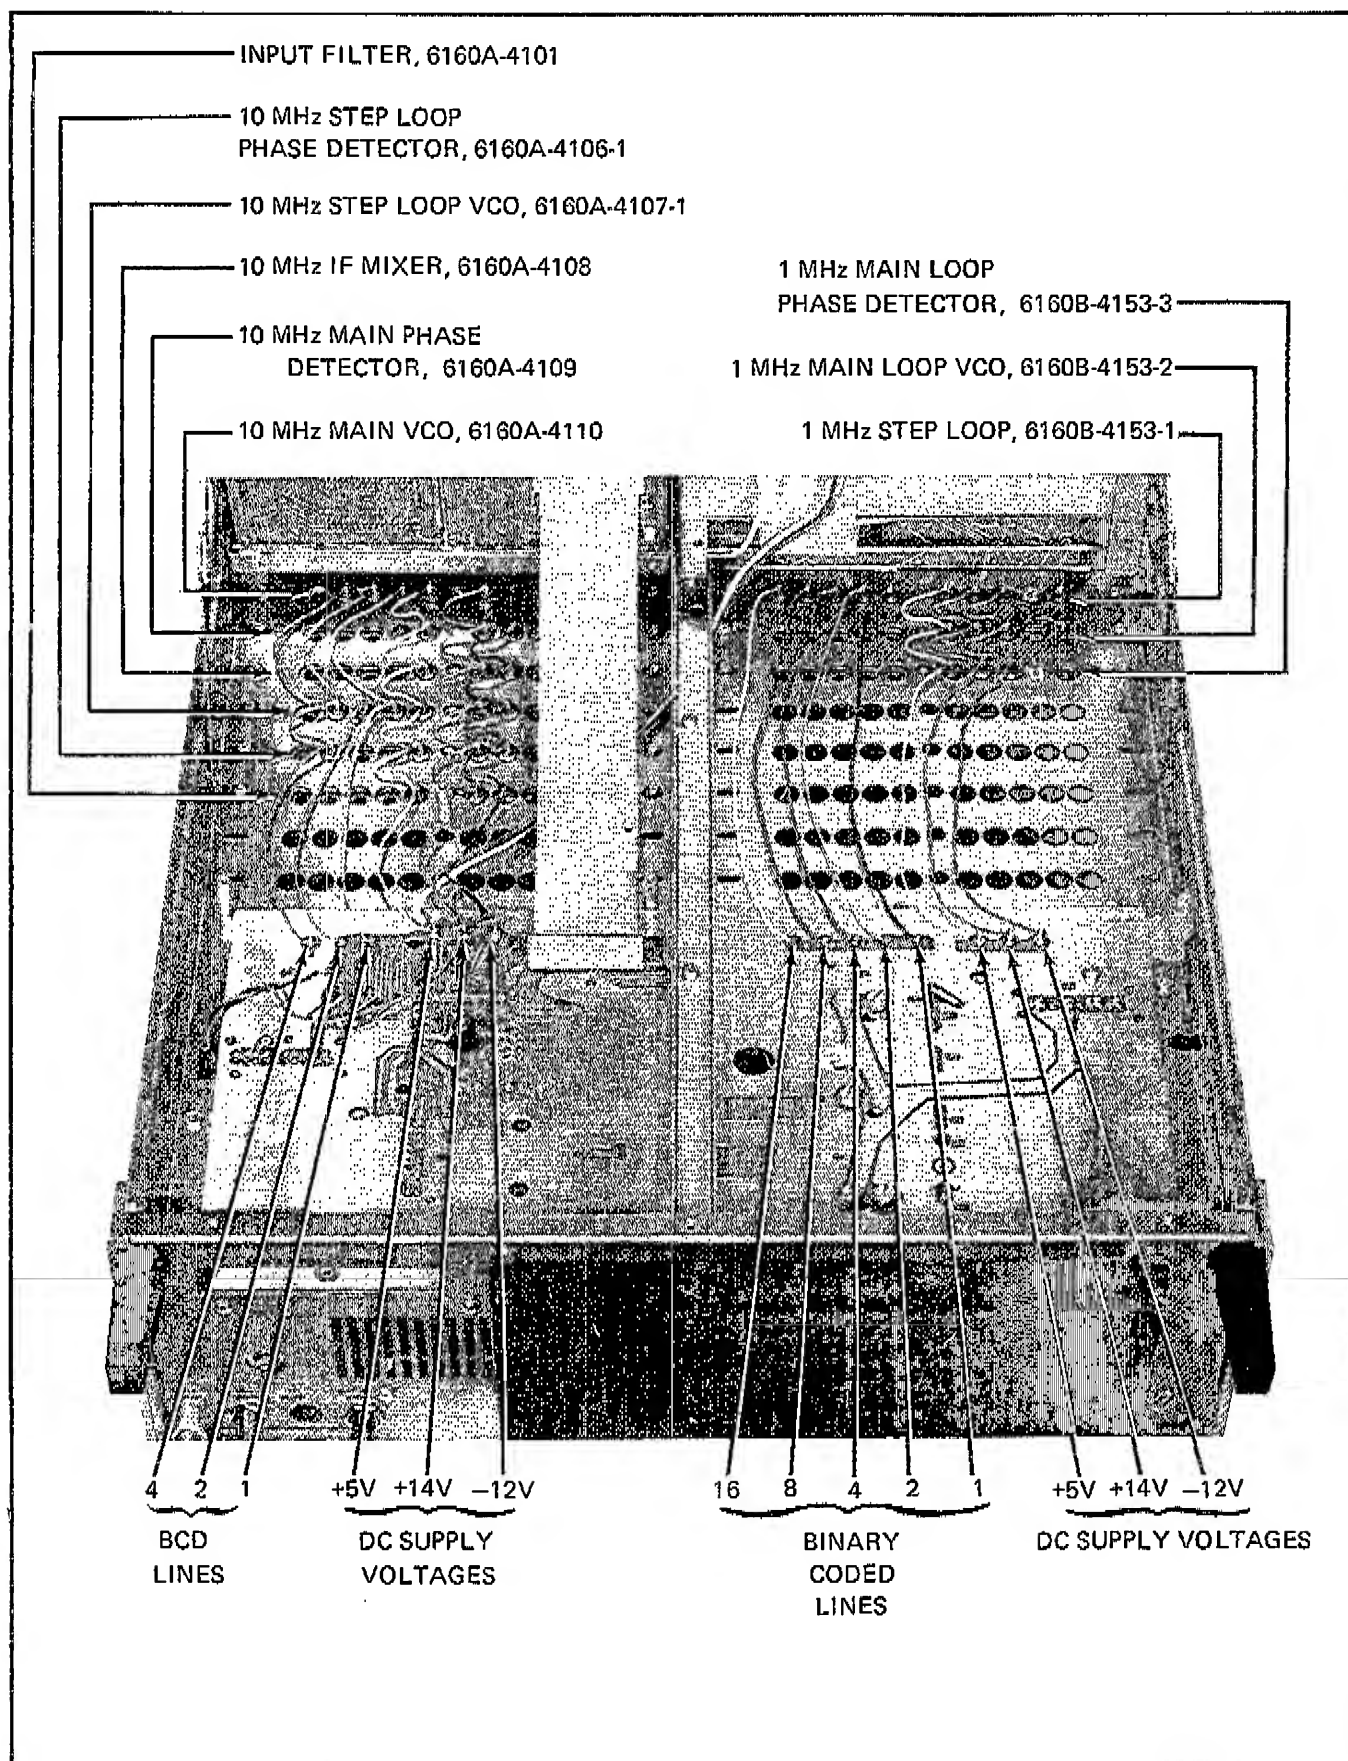 INPUT FILTER, 6160A-4101
10 MHz STEP LOOP
PHASE DETECTOR, 6160A-4106-1
10 MHz STEP LOOP VCO, 6160A-4107-1
10 MHz IF MIXER, 6160A-4108
10 MHz MAIN PHASE
DETECTOR, 6160A-4109
10 MHz MAIN VCO, 6160A-4110
1 MHz MAIN LOOP
PHASE DETECTOR, 6160B-4153-3
1 MHz MAIN LOOP VCO, 6160B-4153-2
1 MHz STEP LOOP, 6160B-4153-1
4 2 1
BCD
LINES
+5V +14V –12V
DC SUPPLY
VOLTAGES
16 8 4 2 1
BINARY
CODED
LINES
+5V +14V –12V
DC SUPPLY VOLTAGES